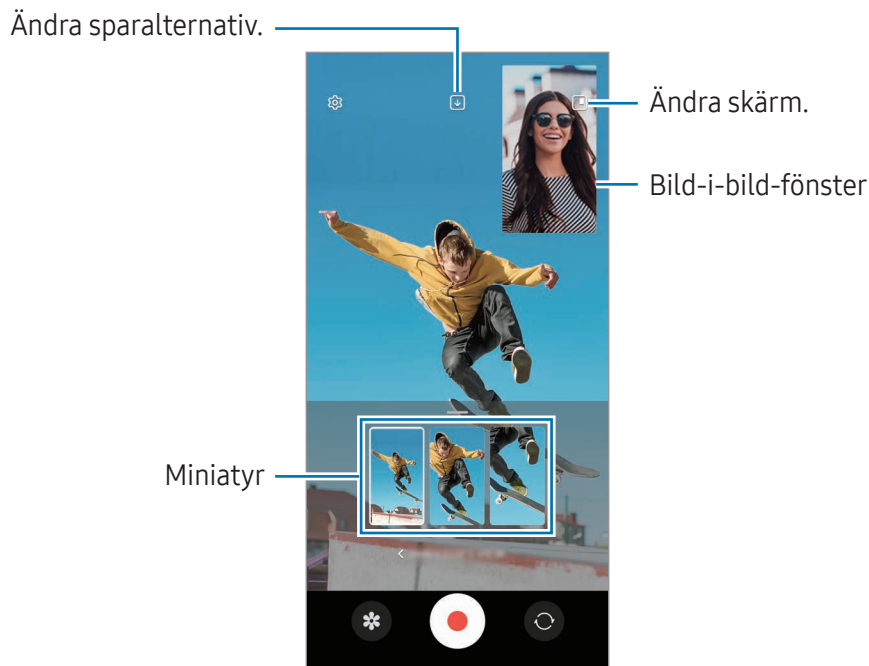 Ändra sparalternativ.
Ändra skärm.
Bild-i-bild-fönster
Miniatyr